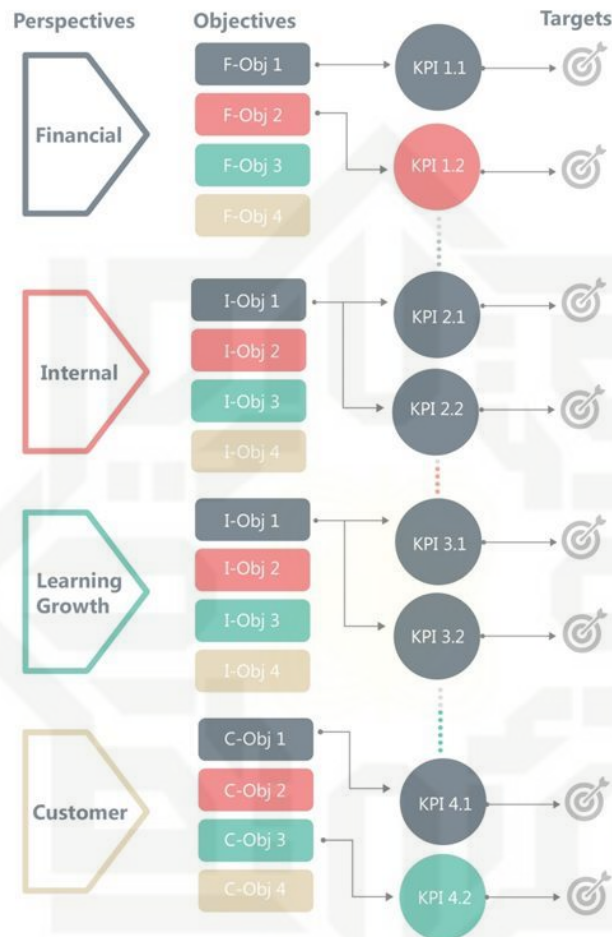 Perspectives
Objectives
Targets
Financial
F-Obj 1
F-Obj 2
F-Obj 3
F-Obj 4
KPI 1.1
KPI 1.2
Internal
I-Obj 1
I-Obj 2
I-Obj 3
I-Obj 4
KPI 2.1
KPI 2.2
Learning
Growth
I-Obj 1
I-Obj 2
I-Obj 3
I-Obj 4
KPI 3.1
KPI 3.2
Customer
C-Obj 1
C-Obj 2
C-Obj 3
C-Obj 4
KPI 4.1
KPI 4.2